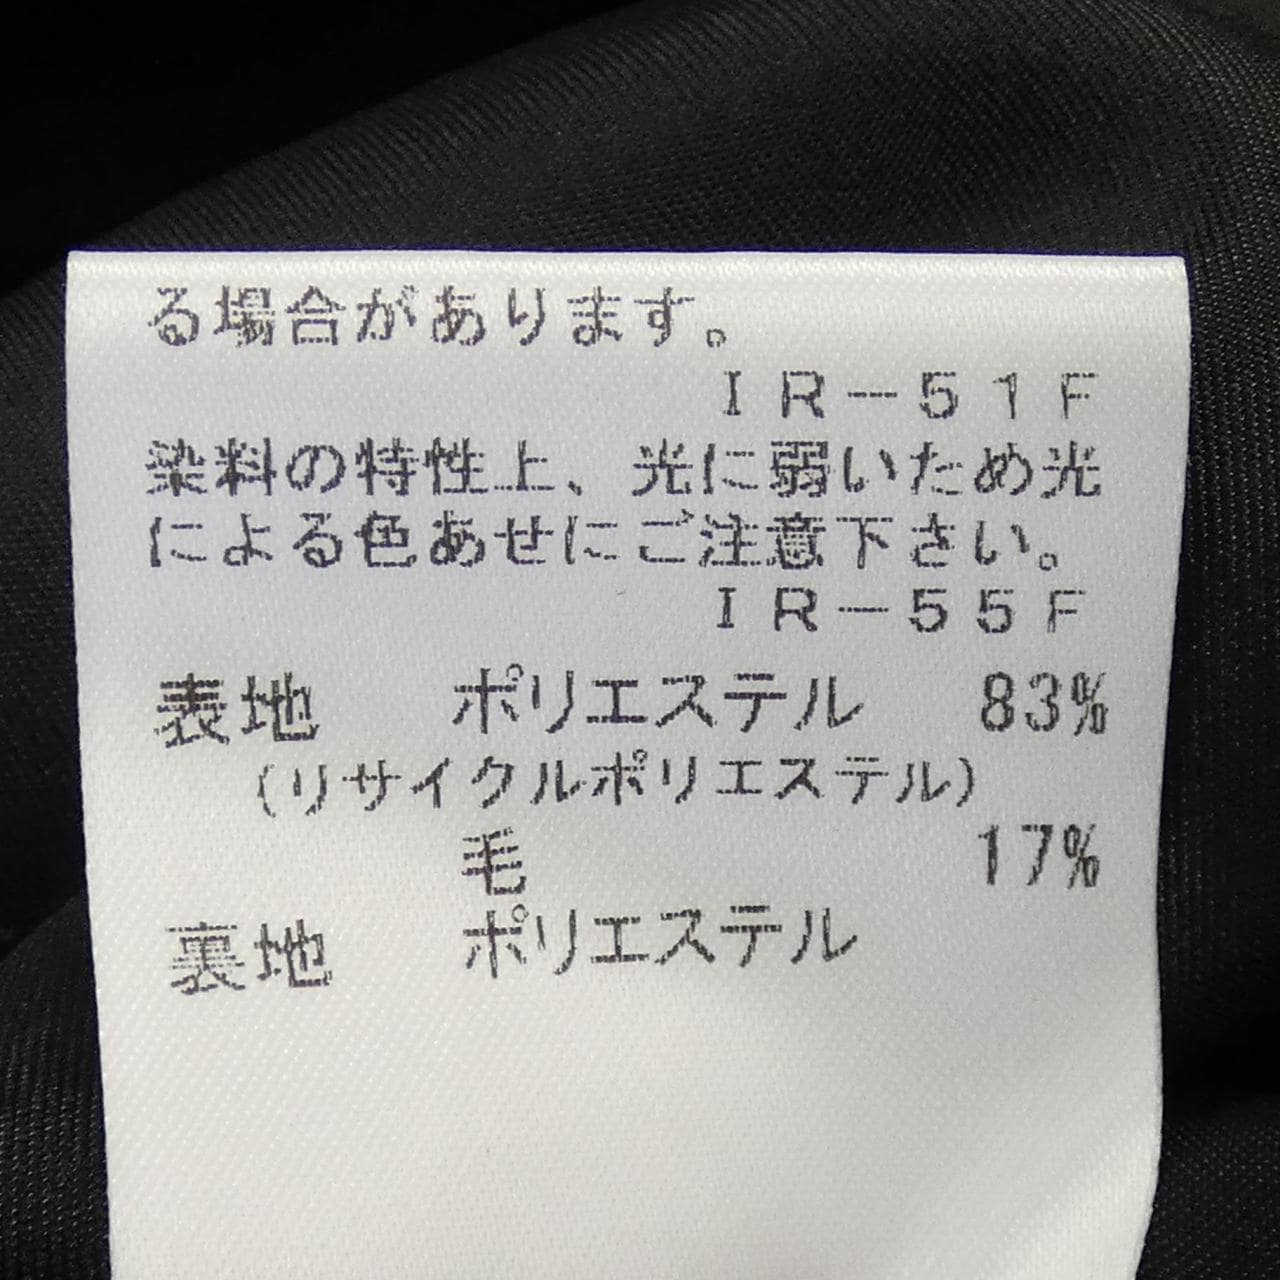 る場合があります。
ＩＲ－５１Ｆ
染料の特性上、光に弱いため光
による色あせにご注意下さい。
ＩＲ－５５Ｆ
表地　ポリエステル　83%
(リサイクルポリエステル)
毛　17%
裏地　ポリエステル